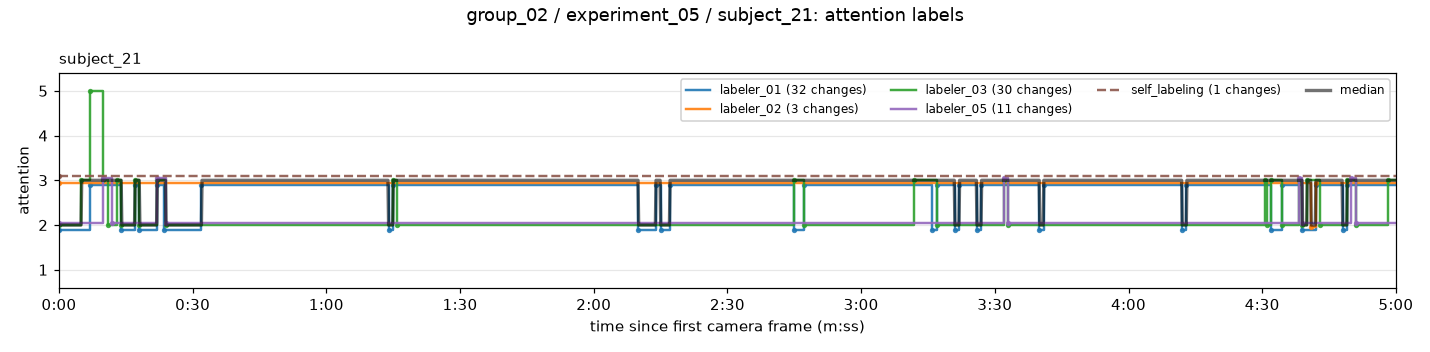 group_02 / experiment_05 / subject_21: attention labels
subject_21
labeler_01 (32 changes)
labeler_02 (3 changes)
labeler_03 (30 changes)
labeler_05 (11 changes)
self_labeling (1 changes)
median
attention
5
4
3
2
1
0:00 0:30 1:00 1:30 2:00 2:30 3:00 3:30 4:00 4:30 5:00
time since first camera frame (m:ss)